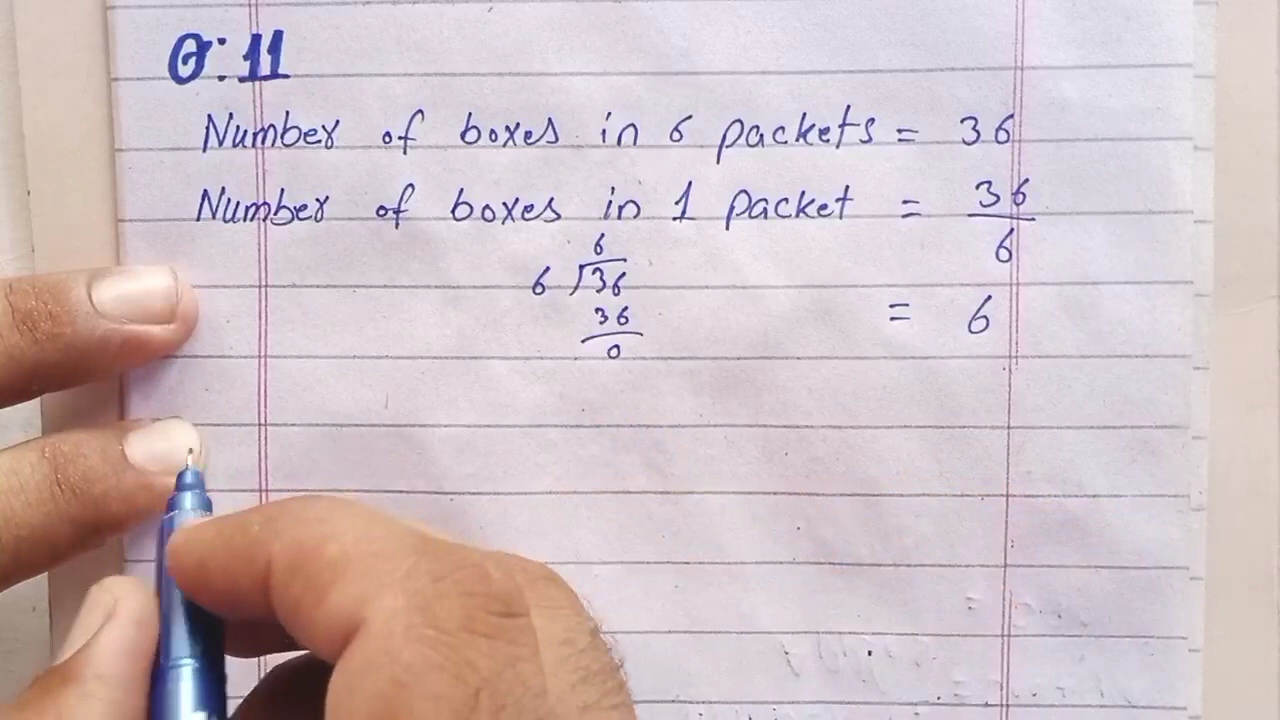 Q:11
Number of boxes in 6 packets = 36
Number of boxes in 1 packet = 36
6
6
6 36
= 6
36
0